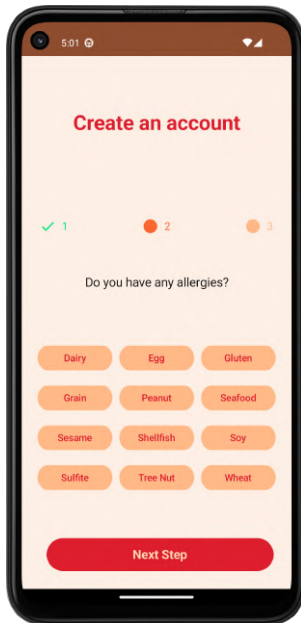 5:01
Create an account
1 2 3
Do you have any allergies?
Dairy Egg Gluten
Grain Peanut Seafood
Sesame Shellfish Soy
Sulfite Tree Nut Wheat
Next Step